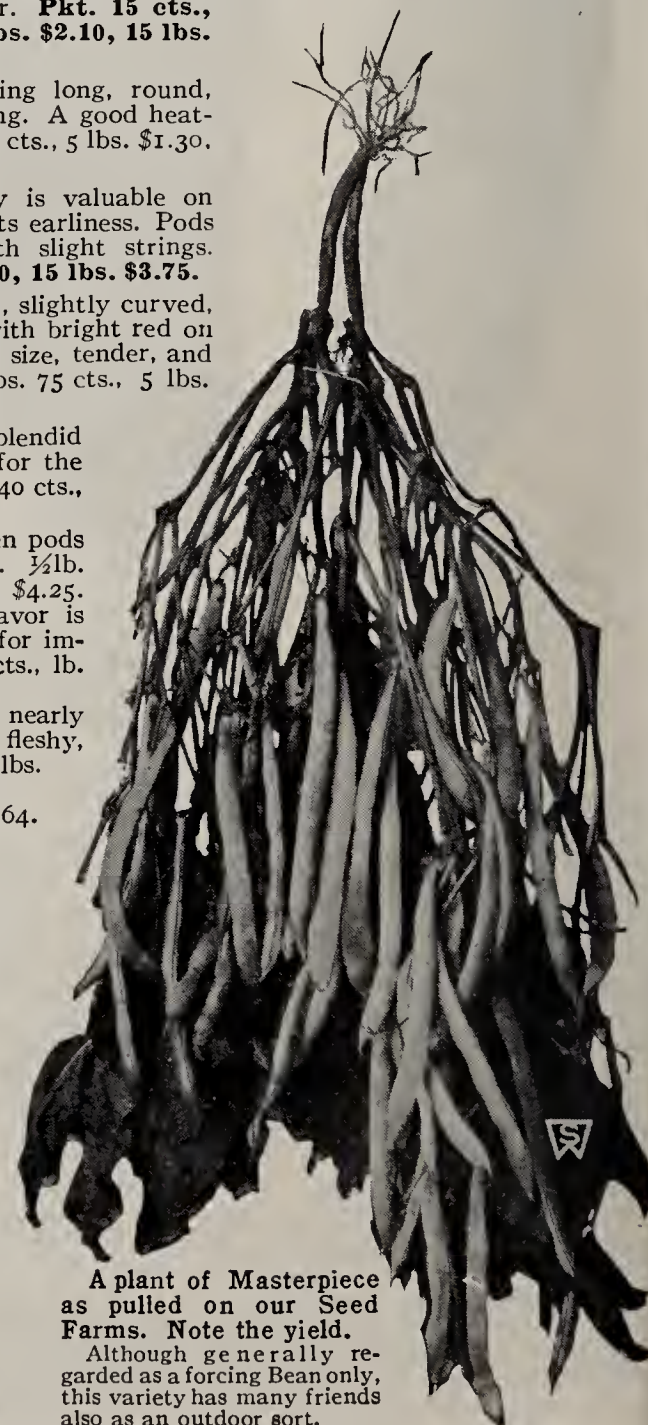 r. Pkt. 15 cts.,
bs. $2.10, 15 lbs.
ing long, round,
ng. A good heat-
cts., 5 lbs. $1.30.
y is valuable on
ts earliness. Pods
th slight strings.
0, 15 lbs. $3.75.
, slightly curved,
with bright red on
size, tender, and
bs. 75 cts., 5 lbs.
plendid
for the
40 cts.,
en pods
. ½lb.
$4.25.
avor is
for im-
cts., lb.
nearly
fleshy,
lbs.
64.
A plant of Masterpiece
as pulled on our Seed
Farms. Note the yield.
Although generally re-
garded as a forcing Bean only,
this variety has many friends
also as an outdoor sort.